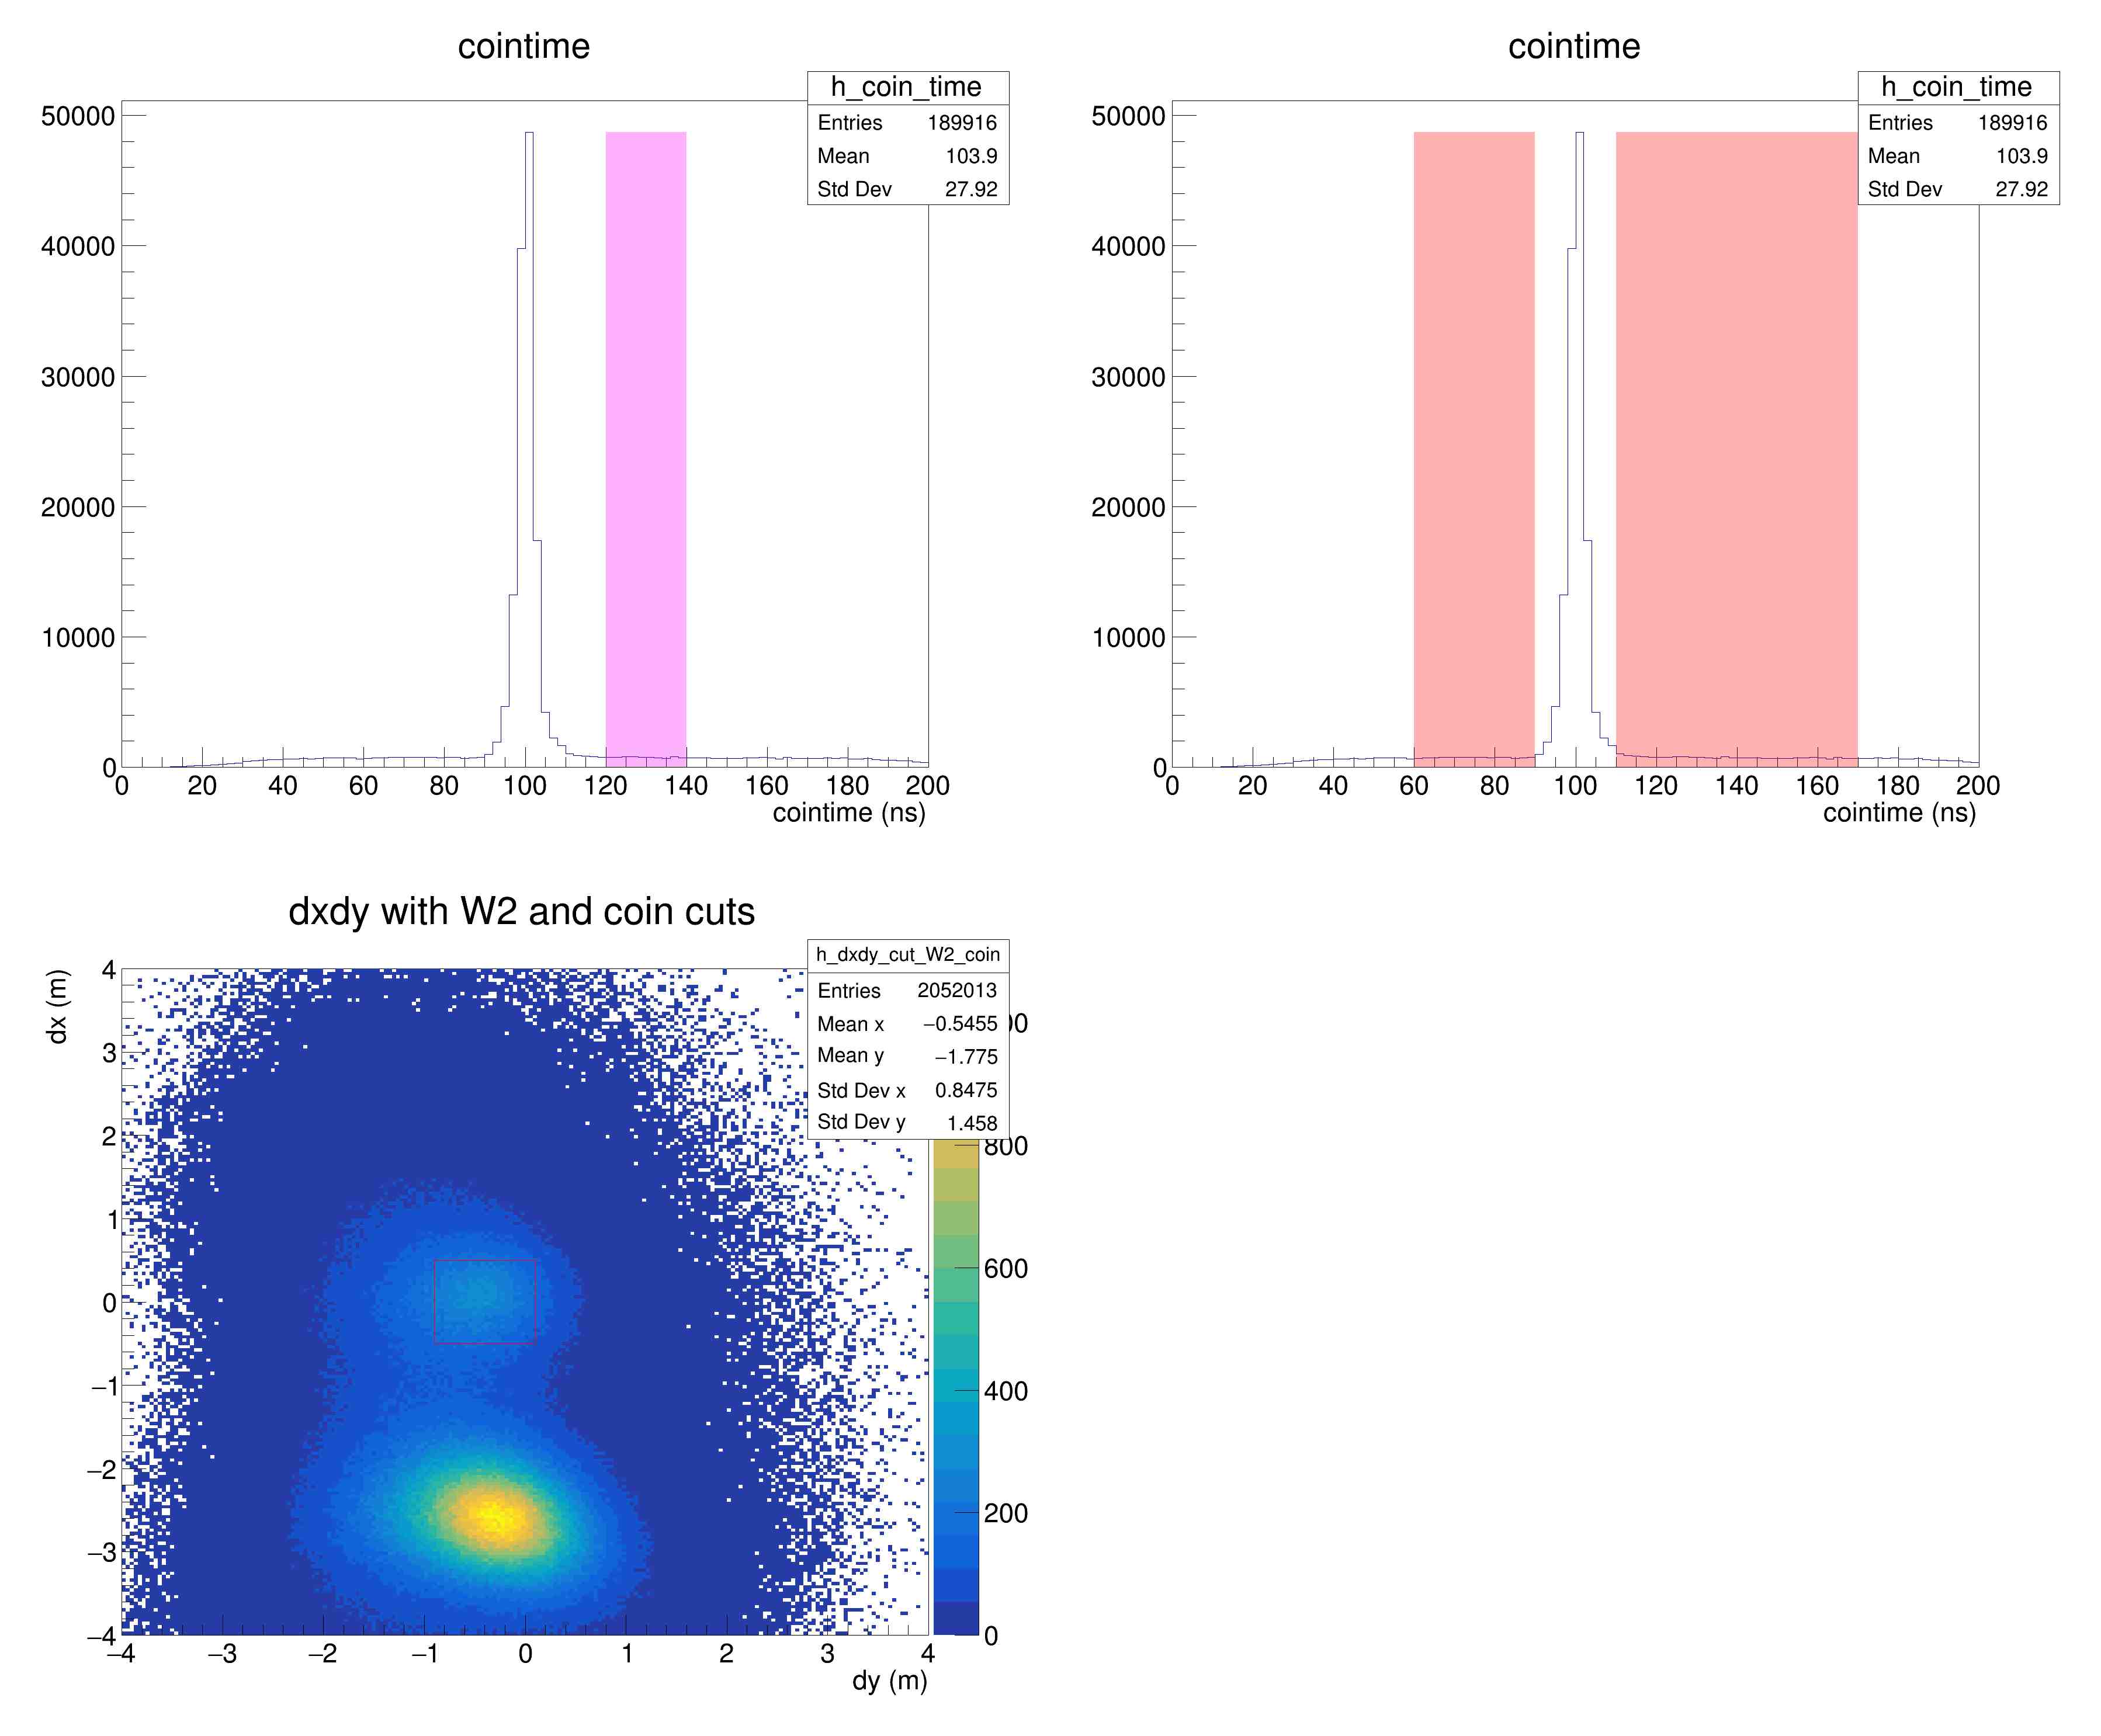 cointime
h_coin_time
Entries 189916
Mean 103.9
Std Dev 27.92
50000
40000
30000
20000
10000
0
0 20 40 60 80 100 120 140 160 180 200
cointime (ns)
cointime
h_coin_time
Entries 189916
Mean 103.9
Std Dev 27.92
50000
40000
30000
20000
10000
0
0 20 40 60 80 100 120 140 160 180 200
cointime (ns)
dxdy with W2 and coin cuts
h_dxdy_cut_W2_coin
Entries 2052013
Mean x −0.5455
Mean y −1.775
Std Dev x 0.8475
Std Dev y 1.458
dx (m)
4
3
2
1
0
−1
−2
−3
−4
−4 −3 −2 −1 0 1 2 3 4
dy (m)
800
600
400
200
0